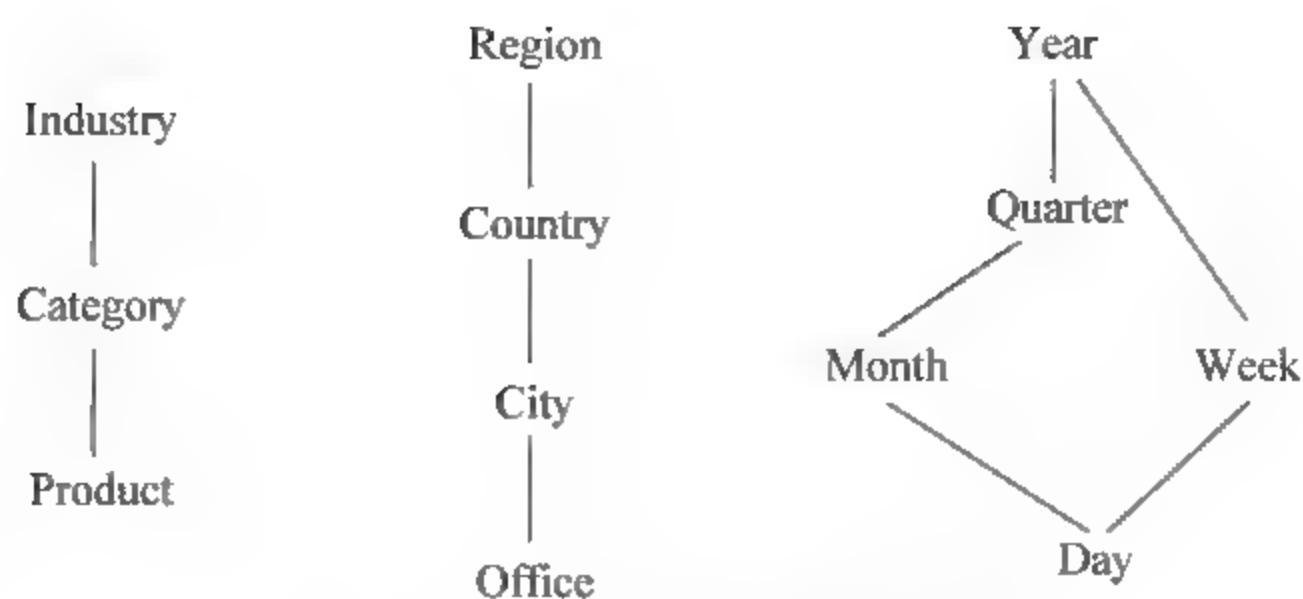 Industry
Category
Product
Region
Country
City
Office
Year
Quarter
Month
Week
Day